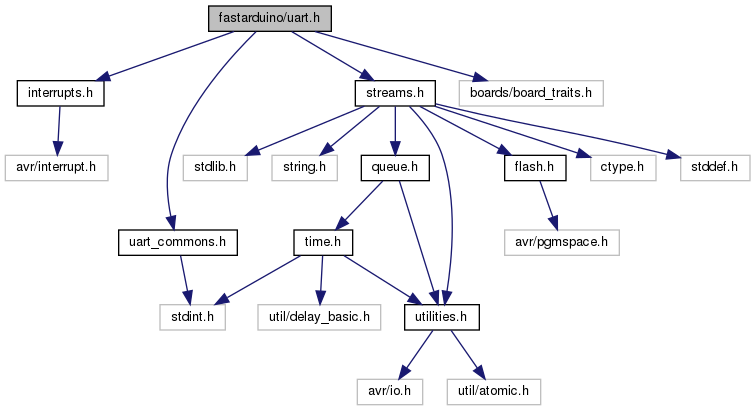 fastarduino/uart.h
interrupts.h
streams.h
boards/board_traits.h
avr/interrupt.h
stdlib.h
string.h
queue.h
flash.h
ctype.h
stddef.h
uart_commons.h
time.h
avr/pgmspace.h
stdint.h
util/delay_basic.h
utilities.h
avr/io.h
util/atomic.h